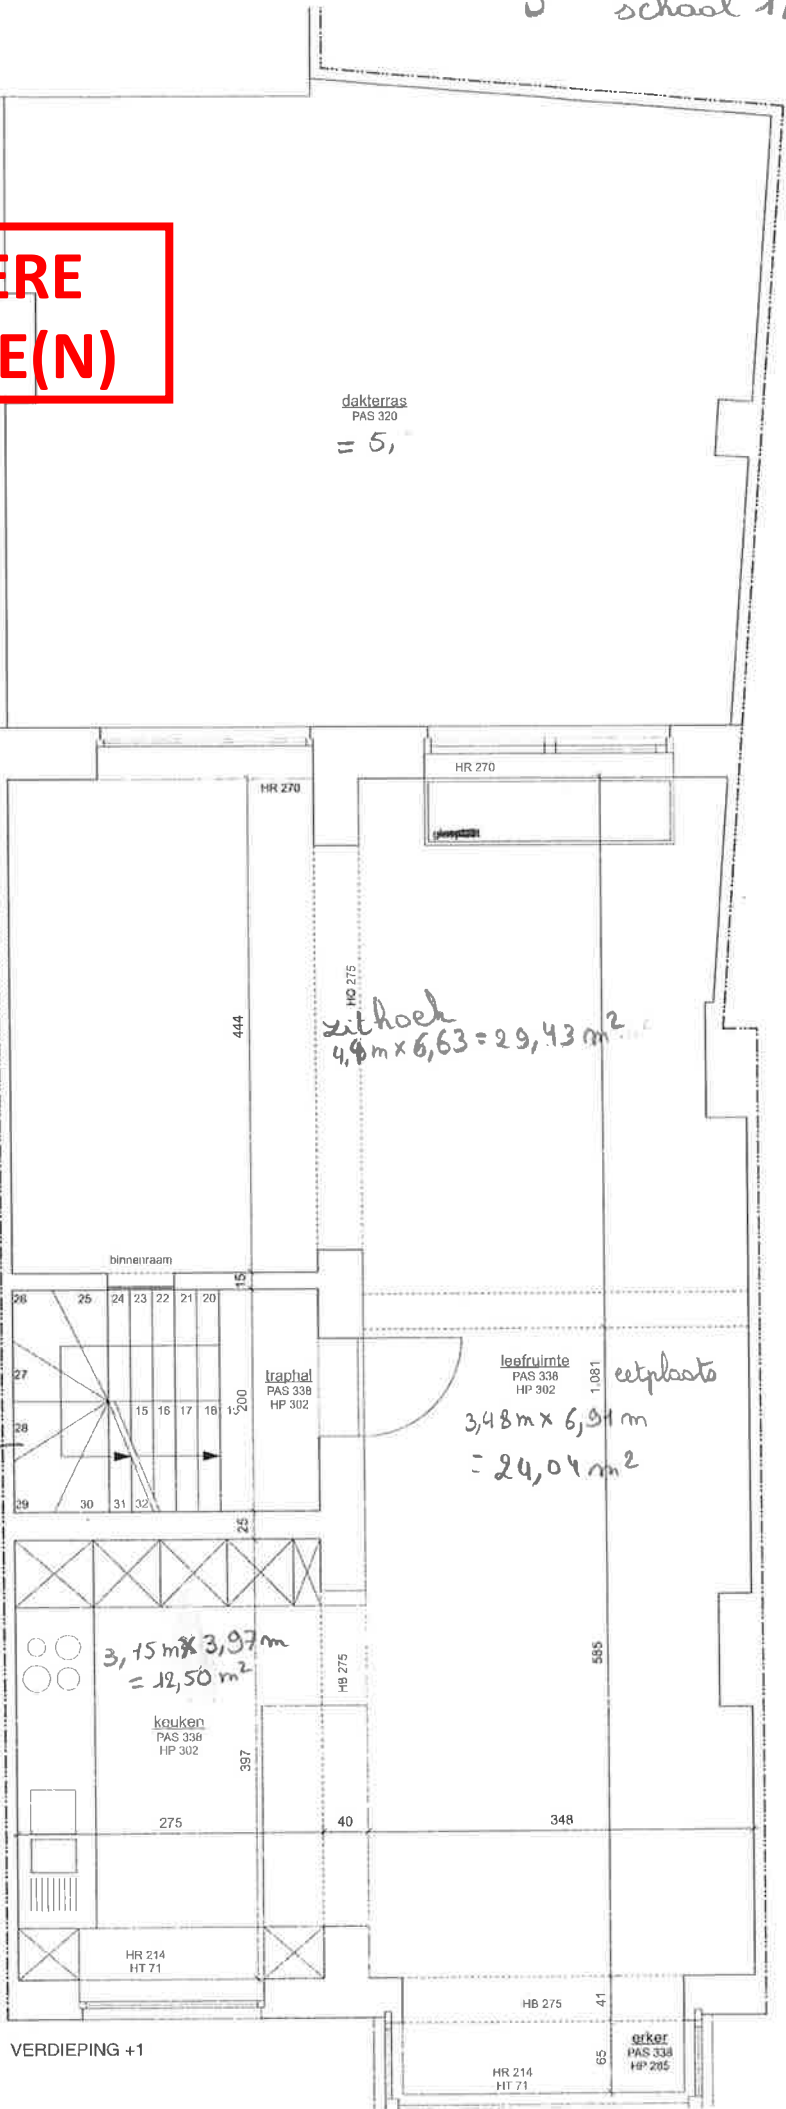 schaal 1/
ERE
E(N)
dakterras
PAS 320
= 5,
HR 270
HR 270
HO 275
444
zithoek
4,4m x 6,63 = 29,43 m²
binnenraam
15
26 25 24 23 22 21 20
27
28
15 16 17 18
29 30 31 32
traphal
PAS 338
HP 302
200
leefruimte
PAS 338
HP 302
1.081
eetplaats
3,48m x 6,91 m
= 24,04 m²
25
3,15 m x 3,97 m
= 12,50 m²
keuken
PAS 338
HP 302
HB 275
397
585
275
40
348
HR 214
HT 71
HB 275
41
65
erker
PAS 338
HP 285
HR 214
HT 71
VERDIEPING +1